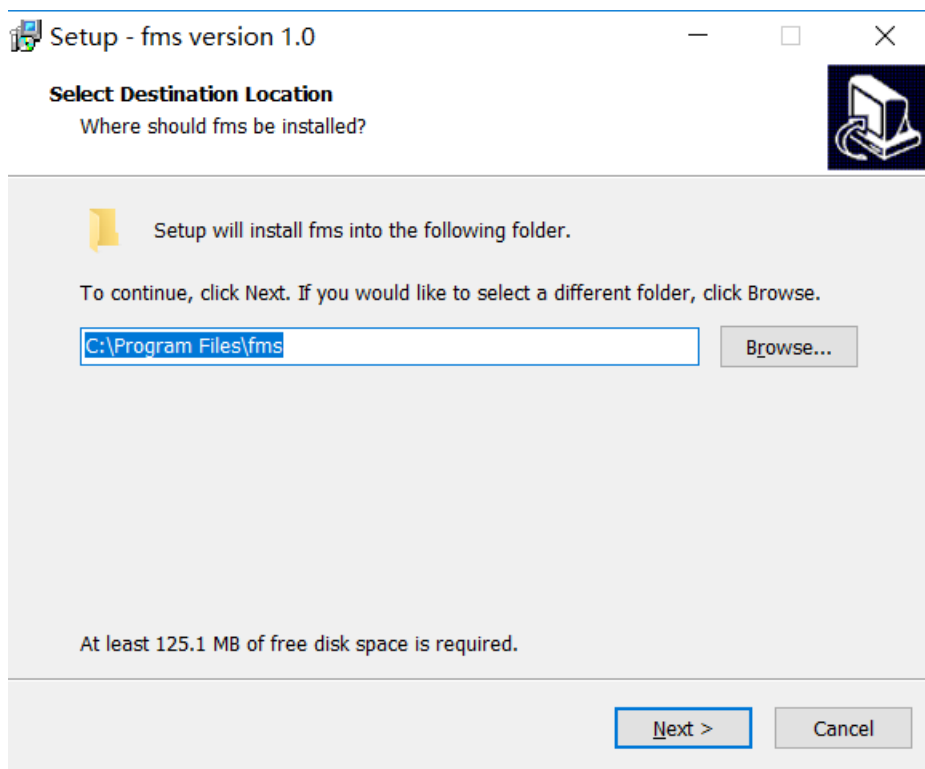 Setup - fms version 1.0
Select Destination Location
Where should fms be installed?
Setup will install fms into the following folder.
To continue, click Next. If you would like to select a different folder, click Browse.
C:\Program Files\fms
Browse...
At least 125.1 MB of free disk space is required.
Next >
Cancel